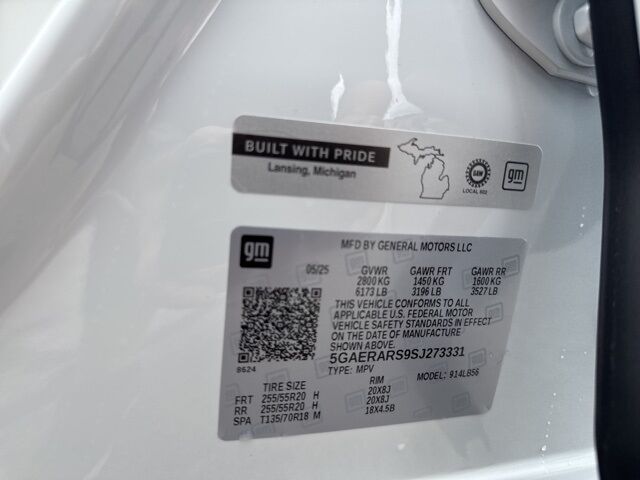 BUILT WITH PRIDE
Lansing, Michigan
UAW
LOCAL 602
gm
gm
MFD BY GENERAL MOTORS LLC
05/25 GVWR GAWR FRT GAWR RR
2800 KG 1450 KG 1600 KG
6173 LB 3196 LB 3527 LB
THIS VEHICLE CONFORMS TO ALL
APPLICABLE U.S. FEDERAL MOTOR
VEHICLE SAFETY STANDARDS IN EFFECT
ON THE DATE OF MANUFACTURE
SHOWN ABOVE.
5GAERARS9SJ273331
8624 TYPE: MPV MODEL: 914LB56
TIRE SIZE RIM
FRT 255/55R20 H 20X8J
RR 255/55R20 H 20X8J
SPA T135/70R18 M 18X4.5B